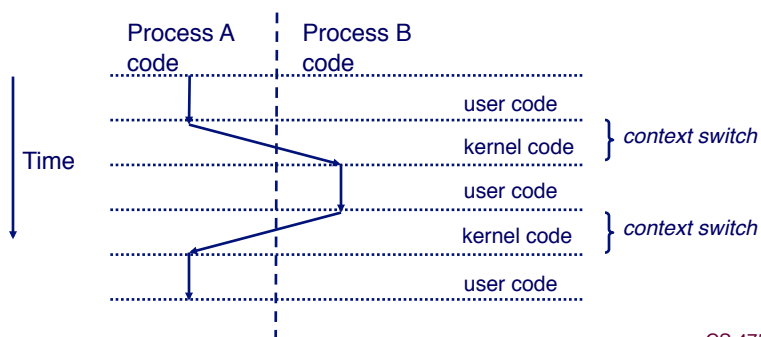 Process A code
Process B code
user code
kernel code
context switch
Time
user code
kernel code
context switch
user code